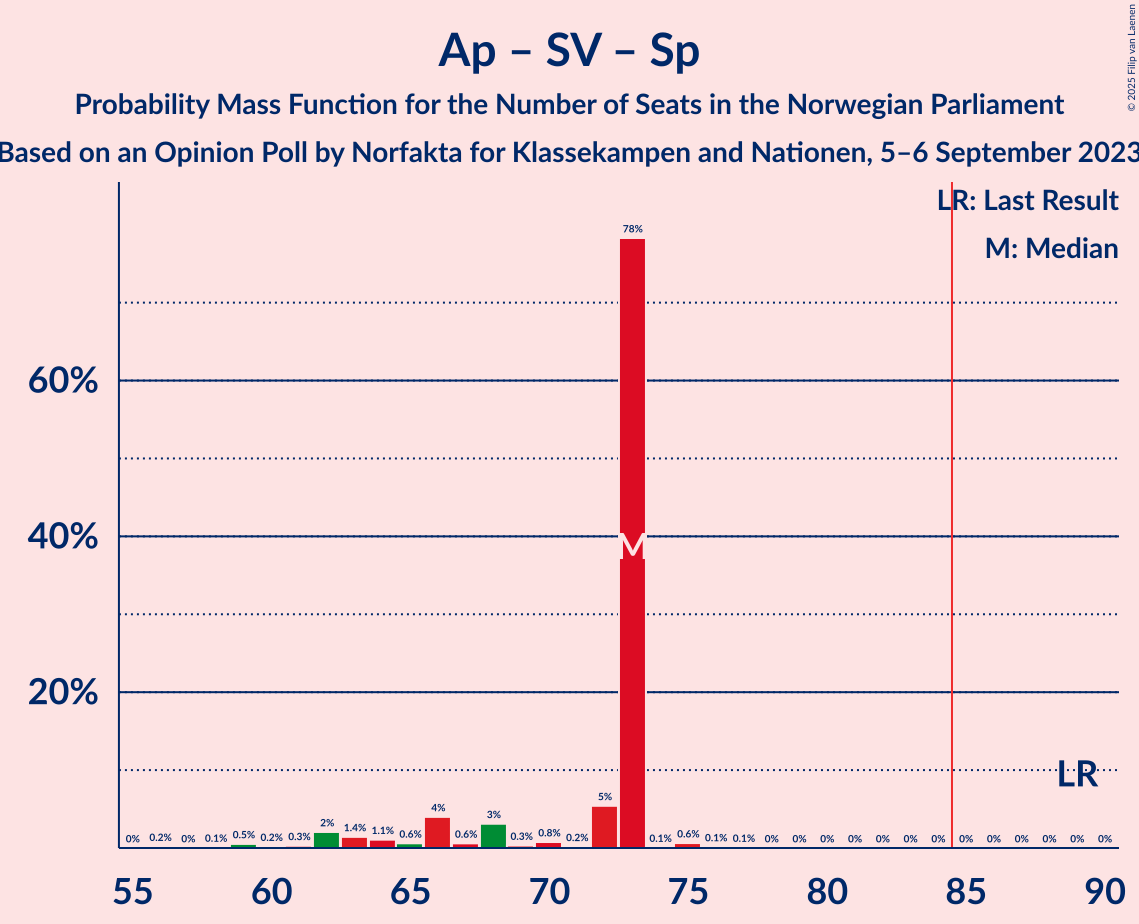 Ap – SV – Sp
Probability Mass Function for the Number of Seats in the Norwegian Parliament
Based on an Opinion Poll by Norfakta for Klassekampen and Nationen, 5–6 September 2023
© 2025 Filip van Laenen
LR: Last Result
M: Median
78%
60%
40%
M
20%
LR
0% 0.2% 0% 0.1% 0.5% 0.2% 0.3% 2% 1.4% 1.1% 0.6% 4% 0.6% 3% 0.3% 0.8% 0.2% 5% 0.1% 0.6% 0.1% 0.1% 0% 0% 0% 0% 0% 0% 0% 0% 0% 0% 0% 0% 0%
55 60 65 70 75 80 85 90